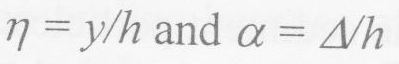 η = y/h and α = Δ/h